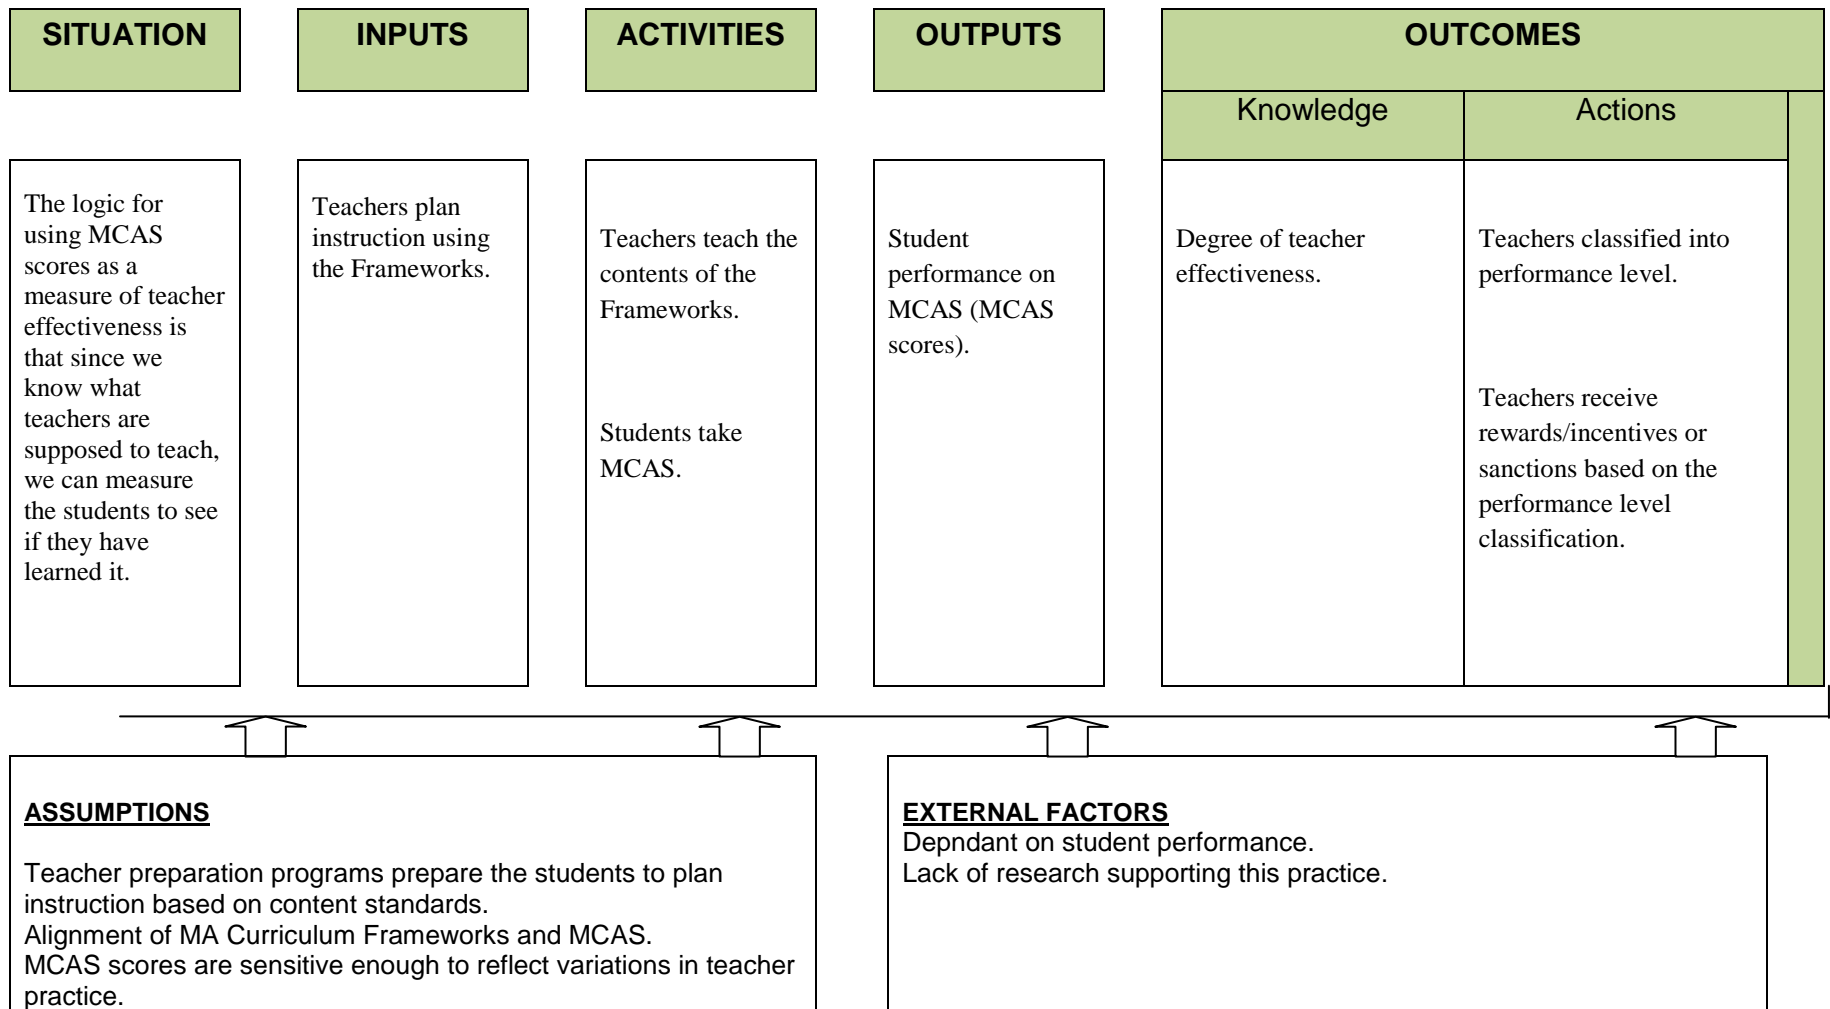 SITUATION
INPUTS
ACTIVITIES
OUTPUTS
OUTCOMES
Knowledge
Actions
The logic for
using MCAS
scores as a
measure of teacher
effectiveness is
that since we
know what
teachers are
supposed to teach,
we can measure
the students to see
if they have
learned it.
Teachers plan
instruction using
the Frameworks.
Teachers teach the
contents of the
Frameworks.
Students take
MCAS.
Student
performance on
MCAS (MCAS
scores).
Degree of teacher
effectiveness.
Teachers classified into
performance level.
Teachers receive
rewards/incentives or
sanctions based on the
performance level
classification.
ASSUMPTIONS
Teacher preparation programs prepare the students to plan
instruction based on content standards.
Alignment of MA Curriculum Frameworks and MCAS.
MCAS scores are sensitive enough to reflect variations in teacher
practice.
EXTERNAL FACTORS
Depndant on student performance.
Lack of research supporting this practice.